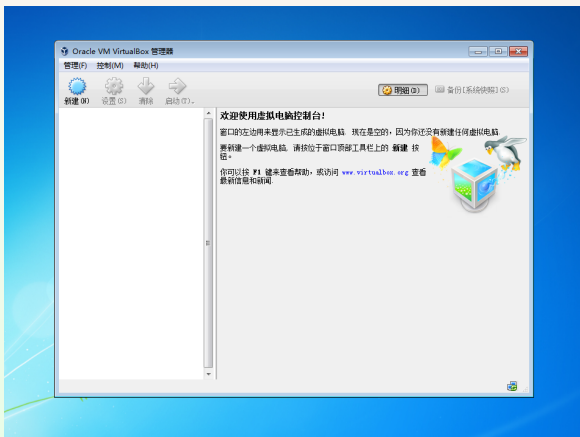 Oracle VM VirtualBox 管理器
管理(F) 控制(M) 帮助(H)
新建(N) 设置(S) 清除 启动(T) 明细(D) 备份[系统快照](S)
欢迎使用虚拟电脑控制台!
窗口的左边用来显示已生成的虚拟电脑. 现在是空的, 因为你还没有新建任何虚拟电脑.
要新建一个虚拟电脑, 请按位于窗口顶部工具栏上的 新建 按
钮。
你可以按 F1 键来查看帮助, 或访问 www.virtualbox.org 查看
最新信息和新闻.